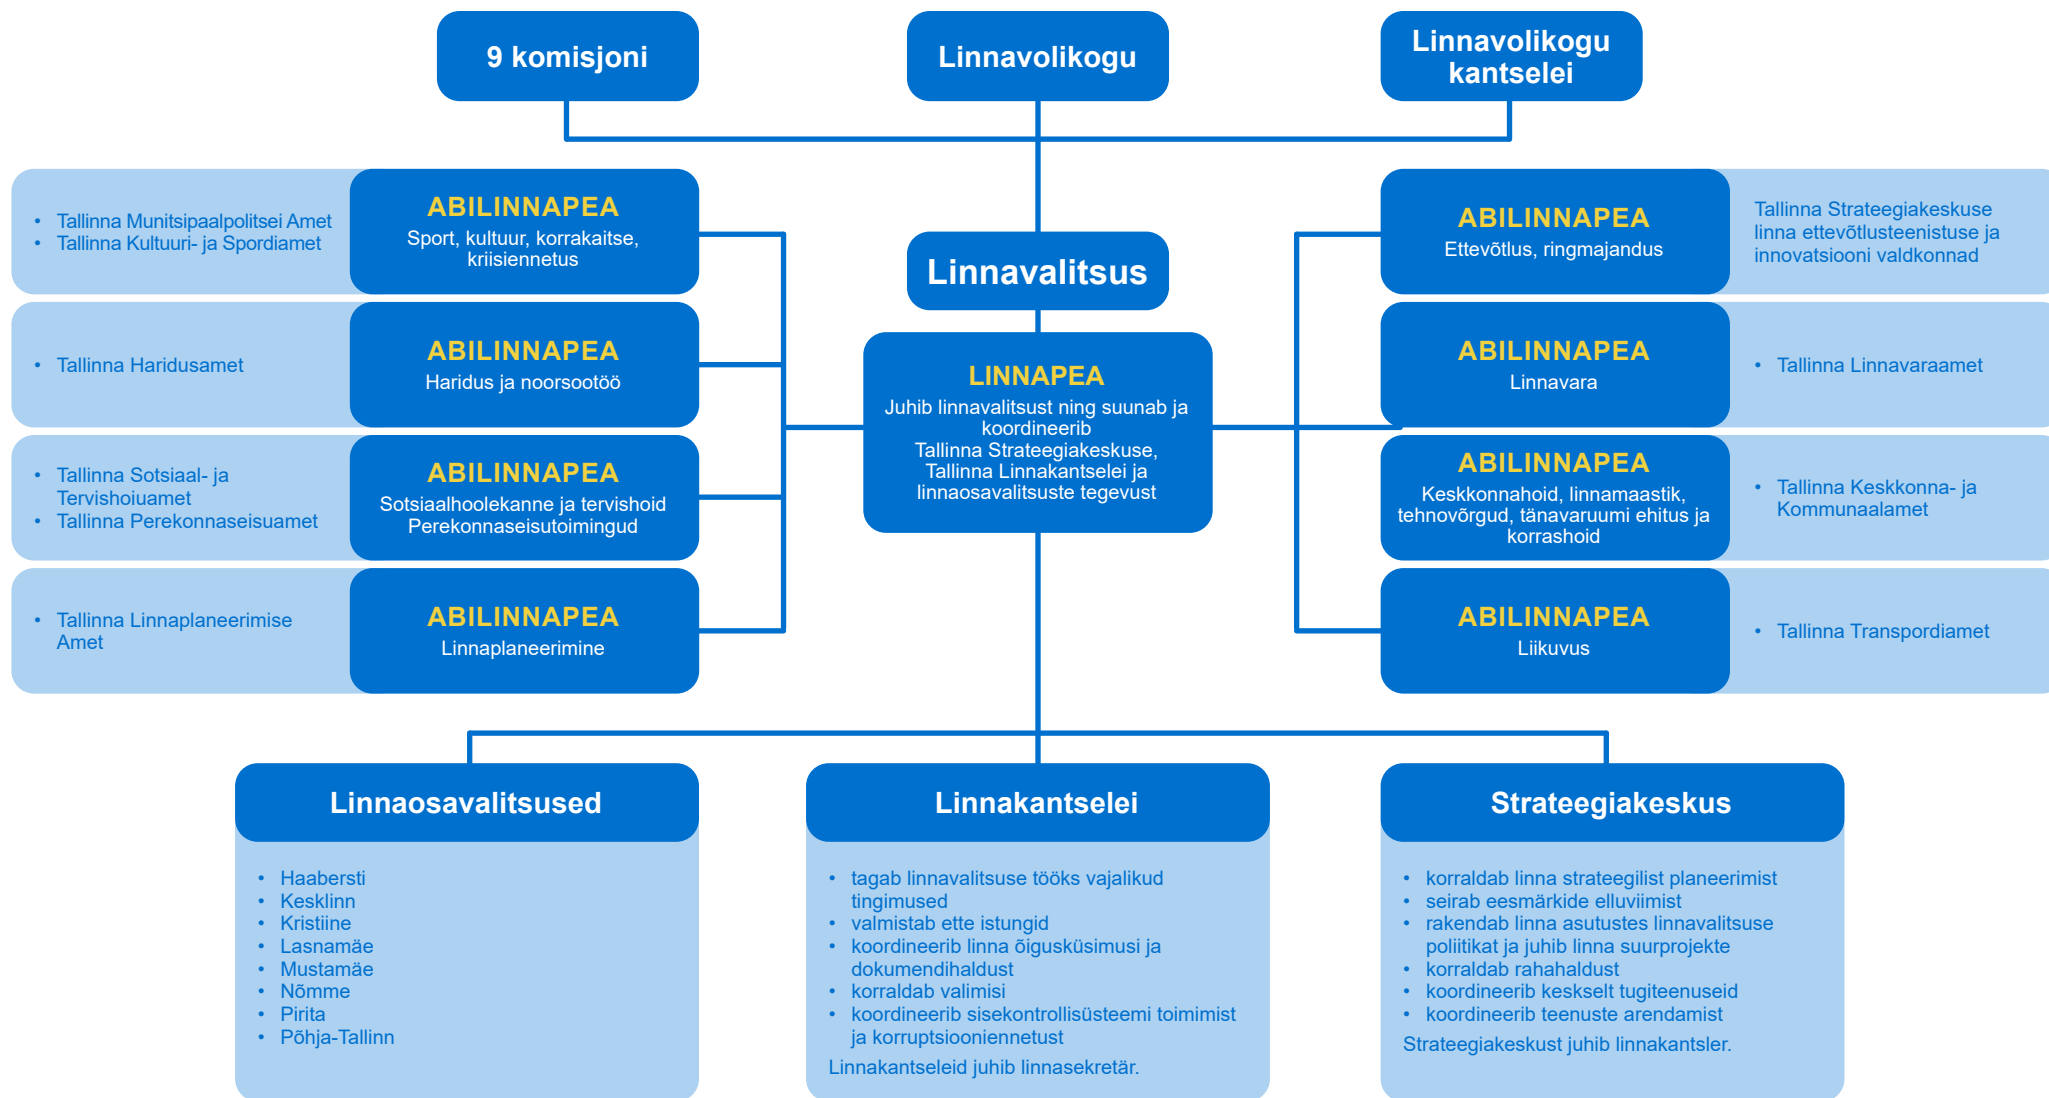 9 komisjoni
Linnavolikogu
Linnavolikogu
kantselei
• Tallinna Munitsipaalpolitsei Amet
• Tallinna Kultuuri- ja Spordiamet
ABILINNAPEA
Sport, kultuur, korrakaitse,
kriisiennetus
• Tallinna Haridusamet
ABILINNAPEA
Haridus ja noorsootöö
• Tallinna Sotsiaal- ja
Tervishoiuamet
• Tallinna Perekonnaseisuamet
ABILINNAPEA
Sotsiaalhoolekanne ja tervishoid
Perekonnaseisutoimingud
• Tallinna Linnaplaneerimise
Amet
ABILINNAPEA
Linnaplaneerimine
Linnavalitsus
LINNAPEA
Juhib linnavalitsust ning suunab ja
koordineerib
Tallinna Strateegiakeskuse,
Tallinna Linnakantselei ja
linnaosavalitsuste tegevust
ABILINNAPEA
Ettevõtlus, ringmajandus
Tallinna Strateegiakeskuse
linna ettevõtlusteenistuse ja
innovatsiooni valdkonnad
ABILINNAPEA
Linnavara
• Tallinna Linnavaraamet
ABILINNAPEA
Keskkonnahoid, linnamaastik,
tehnovõrgud, tänavaruumi ehitus ja
korrashoid
• Tallinna Keskkonna- ja
Kommunaalamet
ABILINNAPEA
Liikuvus
• Tallinna Transpordiamet
Linnaosavalitsused
• Haabersti
• Kesklinn
• Kristiine
• Lasnamäe
• Mustamäe
• Nõmme
• Pirita
• Põhja-Tallinn
Linnakantselei
• tagab linnavalitsuse tööks vajalikud
tingimused
• valmistab ette istungid
• koordineerib linna õigusküsimusi ja
dokumendihaldust
• korraldab valimisi
• koordineerib sisekontrollisüsteemi toimimist
ja korruptsiooniennetust
Linnakantseleid juhib linnasekretär.
Strateegiakeskus
• korraldab linna strateegilist planeerimist
• seirab eesmärkide elluviimist
• rakendab linna asutustes linnavalitsuse
poliitikat ja juhib linna suurprojekte
• korraldab rahahaldust
• koordineerib keskselt tugiteenuseid
• koordineerib teenuste arendamist
Strateegiakeskust juhib linnakantsler.